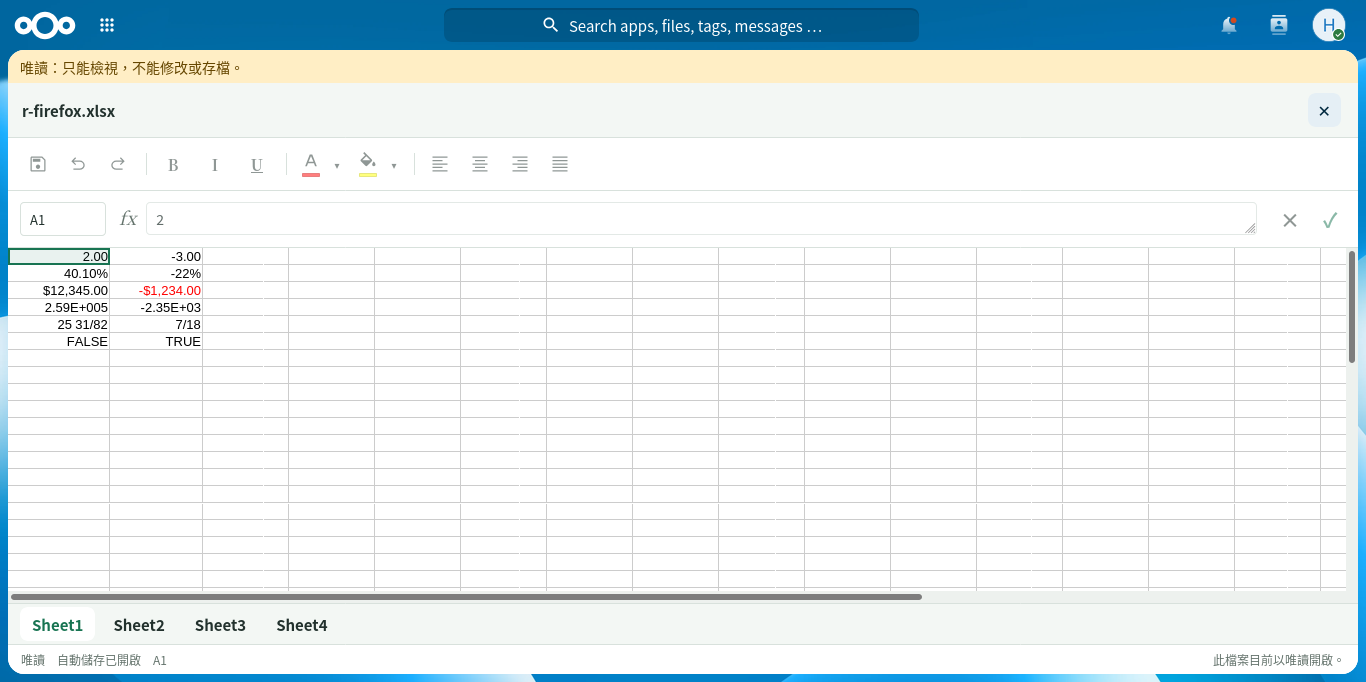 Search apps, files, tags, messages …
H
唯讀：只能檢視，不能修改或存檔。
r-firefox.xlsx
B I U A
A1 fx 2
2.00 -3.00
40.10% -22%
$12,345.00 -$1,234.00
2.59E+005 -2.35E+03
25 31/82 7/18
FALSE TRUE
Sheet1 Sheet2 Sheet3 Sheet4
唯讀 自動儲存已開啟 A1 此檔案目前以唯讀開啟。